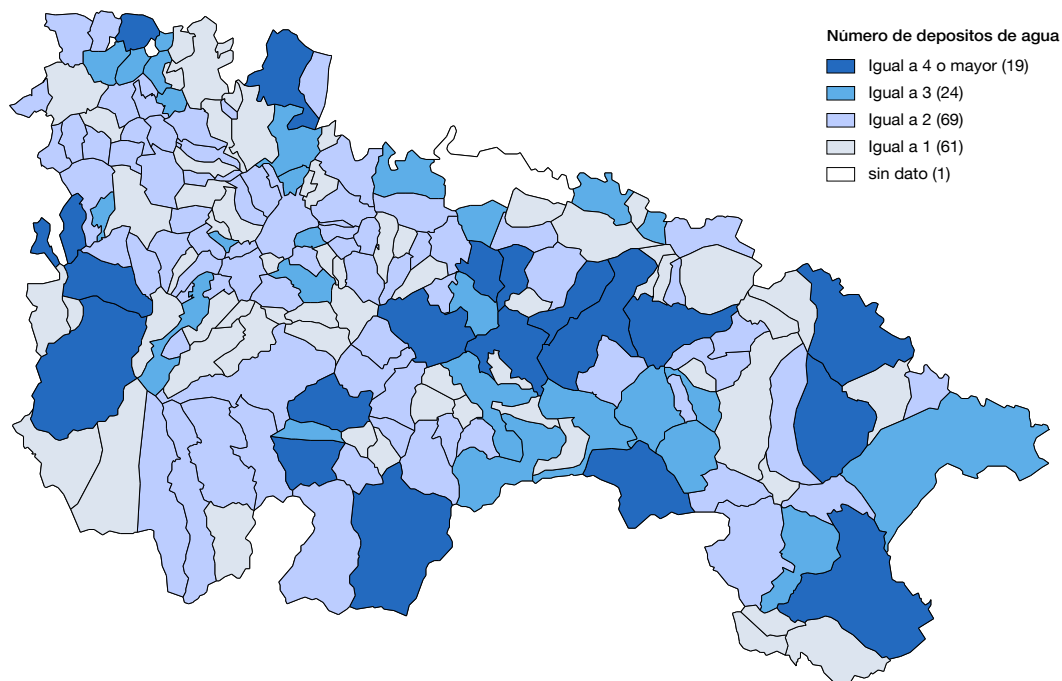 Número de depositos de agua
Igual a 4 o mayor (19)
Igual a 3 (24)
Igual a 2 (69)
Igual a 1 (61)
sin dato (1)